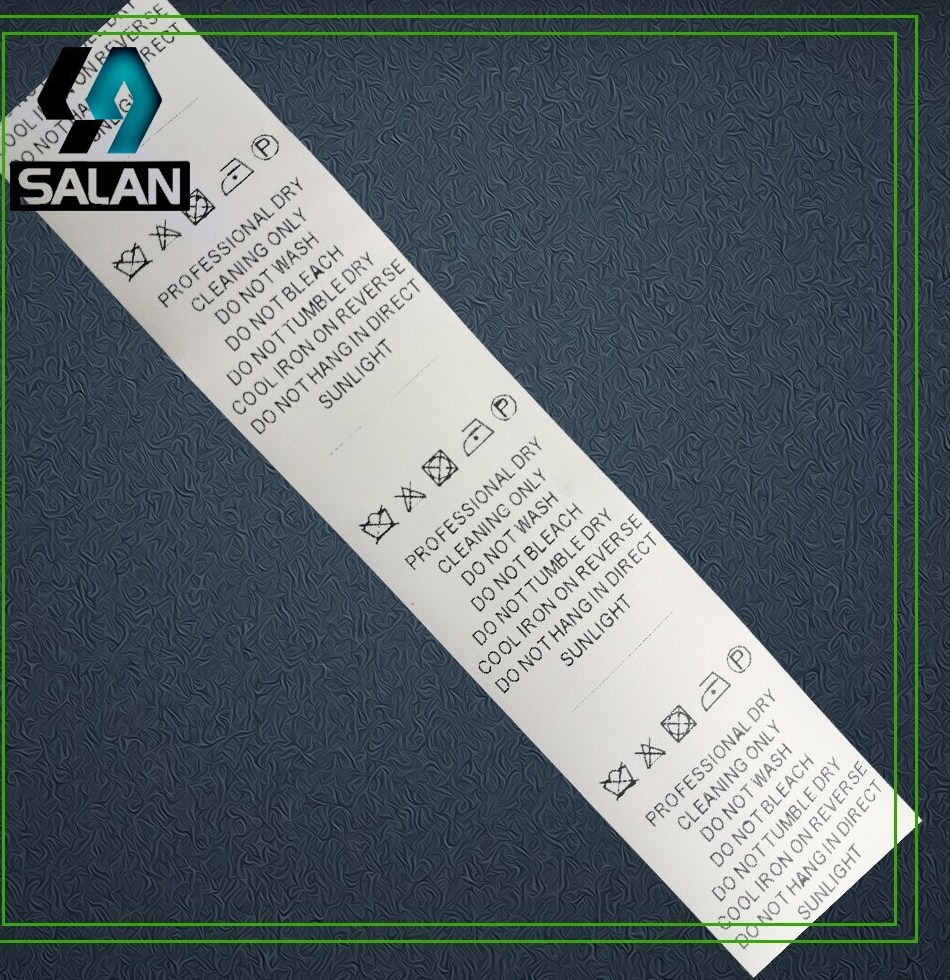 ON REVERSE
SALAN
P
PROFESSIONAL DRY
CLEANING ONLY
DO NOT WASH
DO NOT BLEACH
DO NOT TUMBLE DRY
COOL IRON ON REVERSE
DO NOT HANG IN DIRECT
SUNLIGHT
P
PROFESSIONAL DRY
CLEANING ONLY
DO NOT WASH
DO NOT BLEACH
DO NOT TUMBLE DRY
COOL IRON ON REVERSE
DO NOT HANG IN DIRECT
SUNLIGHT
P
PROFESSIONAL DRY
CLEANING ONLY
DO NOT WASH
DO NOT BLEACH
DO NOT TUMBLE DRY
COOL IRON ON REVERSE
DO NOT HANG IN DIRECT
SUNLIGHT